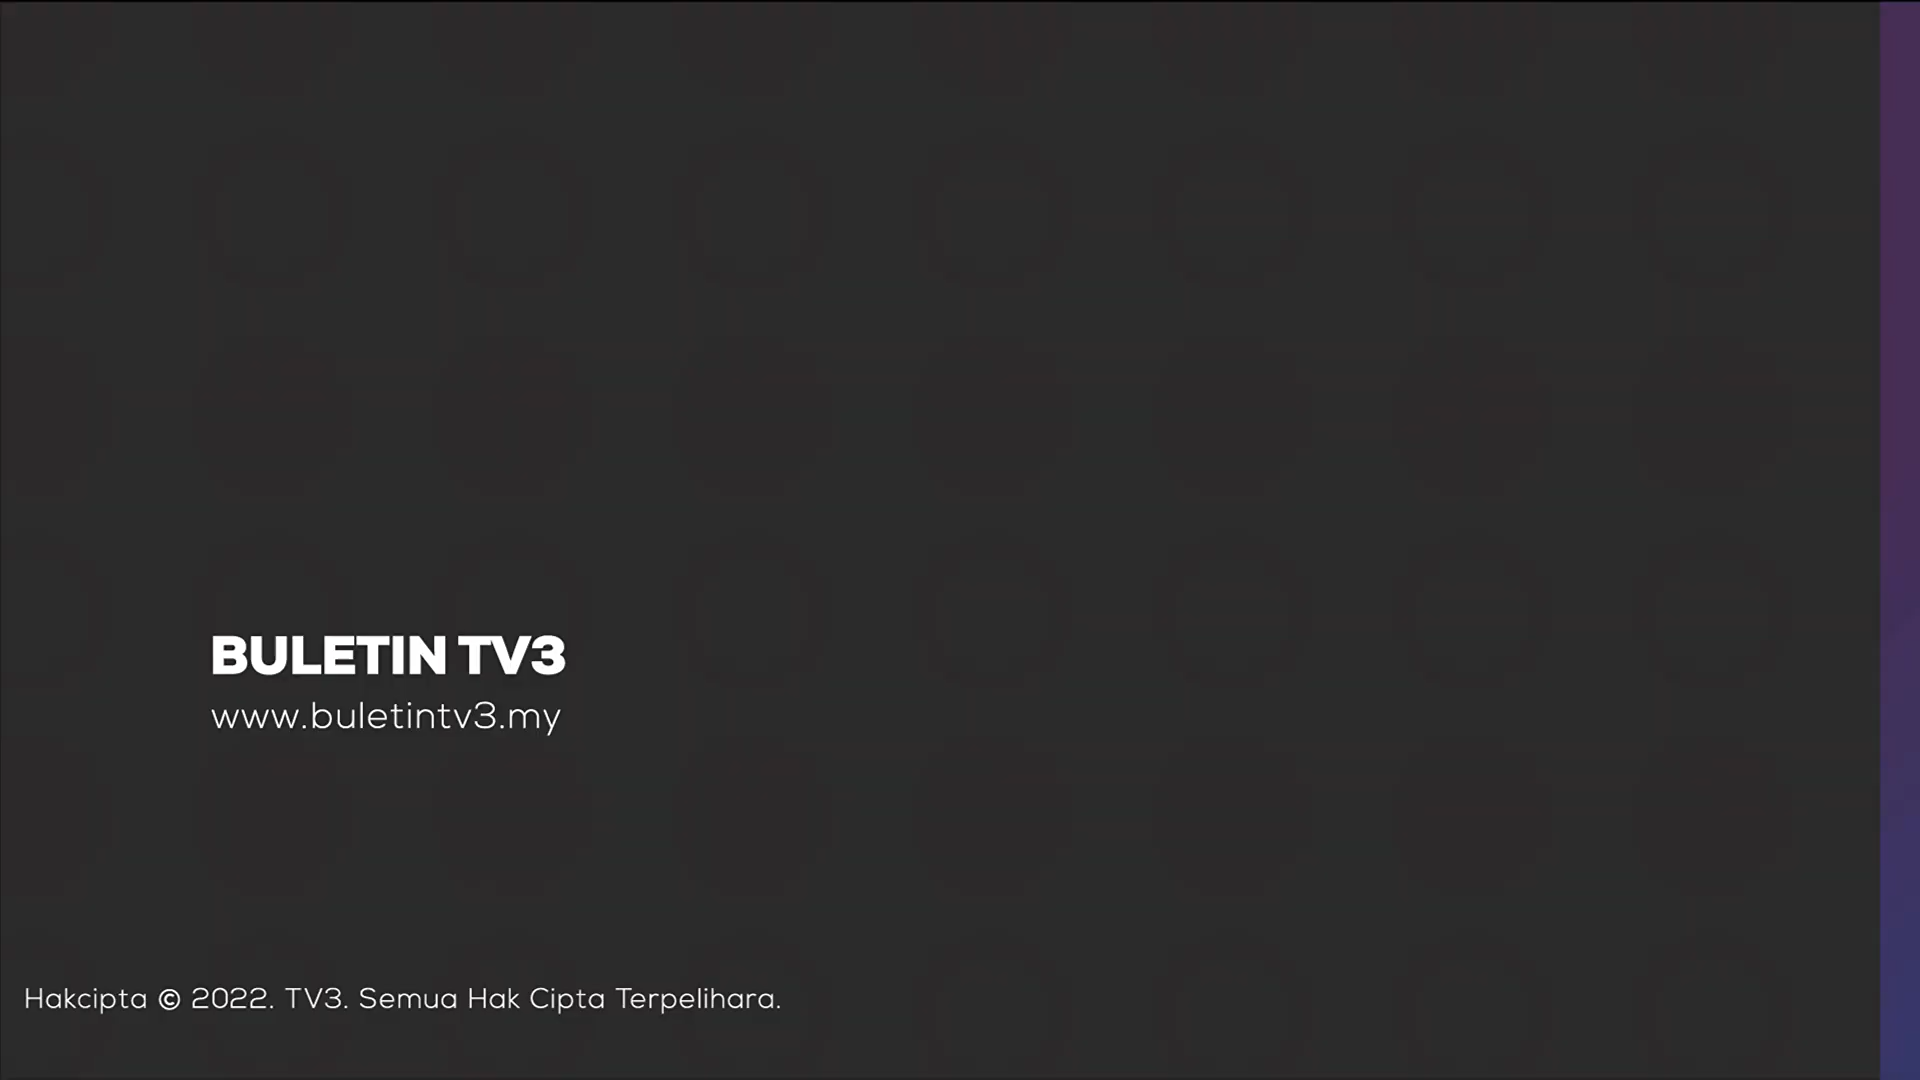 BULETIN TV3
www.buletintv3.my
Hakcipta © 2022. TV3. Semua Hak Cipta Terpelihara.